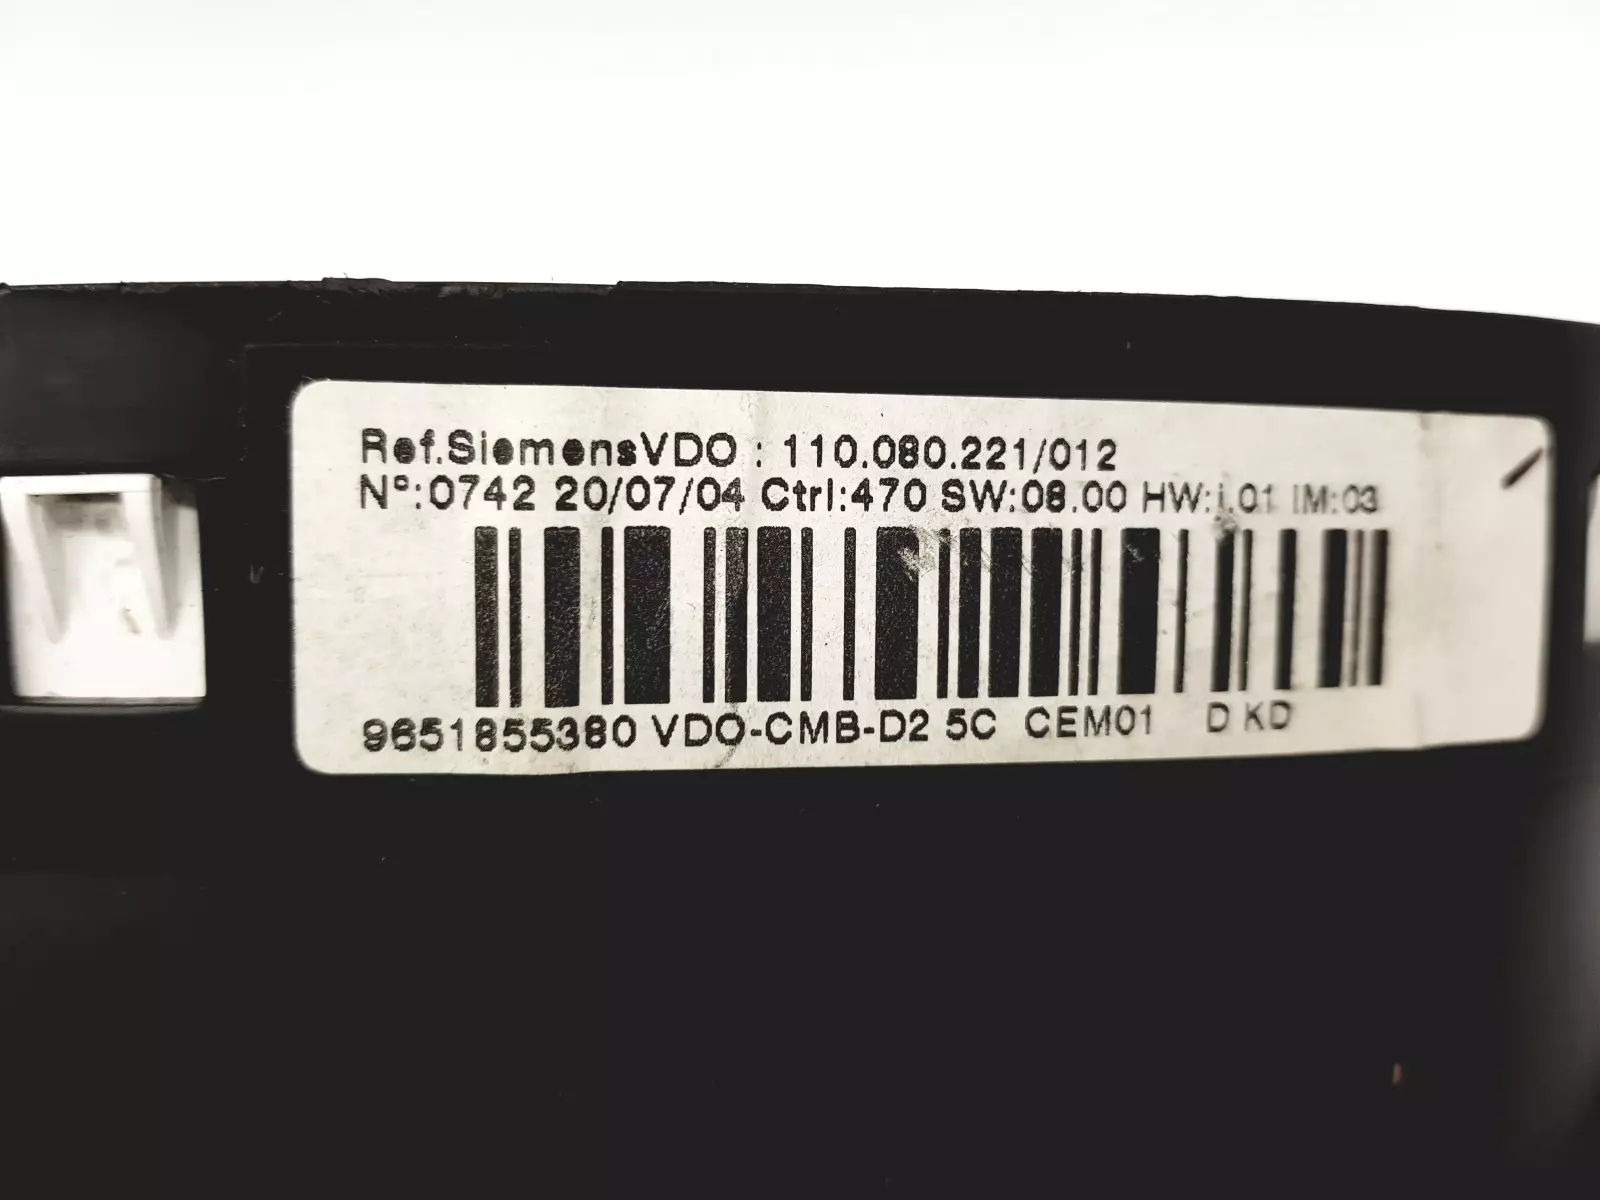 Ref.SiemensVDO : 110.080.221/012
Nº:0742 20/07/04 Ctrl:470 SW:08.00 HW:i.01 IM:03
9651855380 VDO-CMB-D2 5C CEM01 D KD